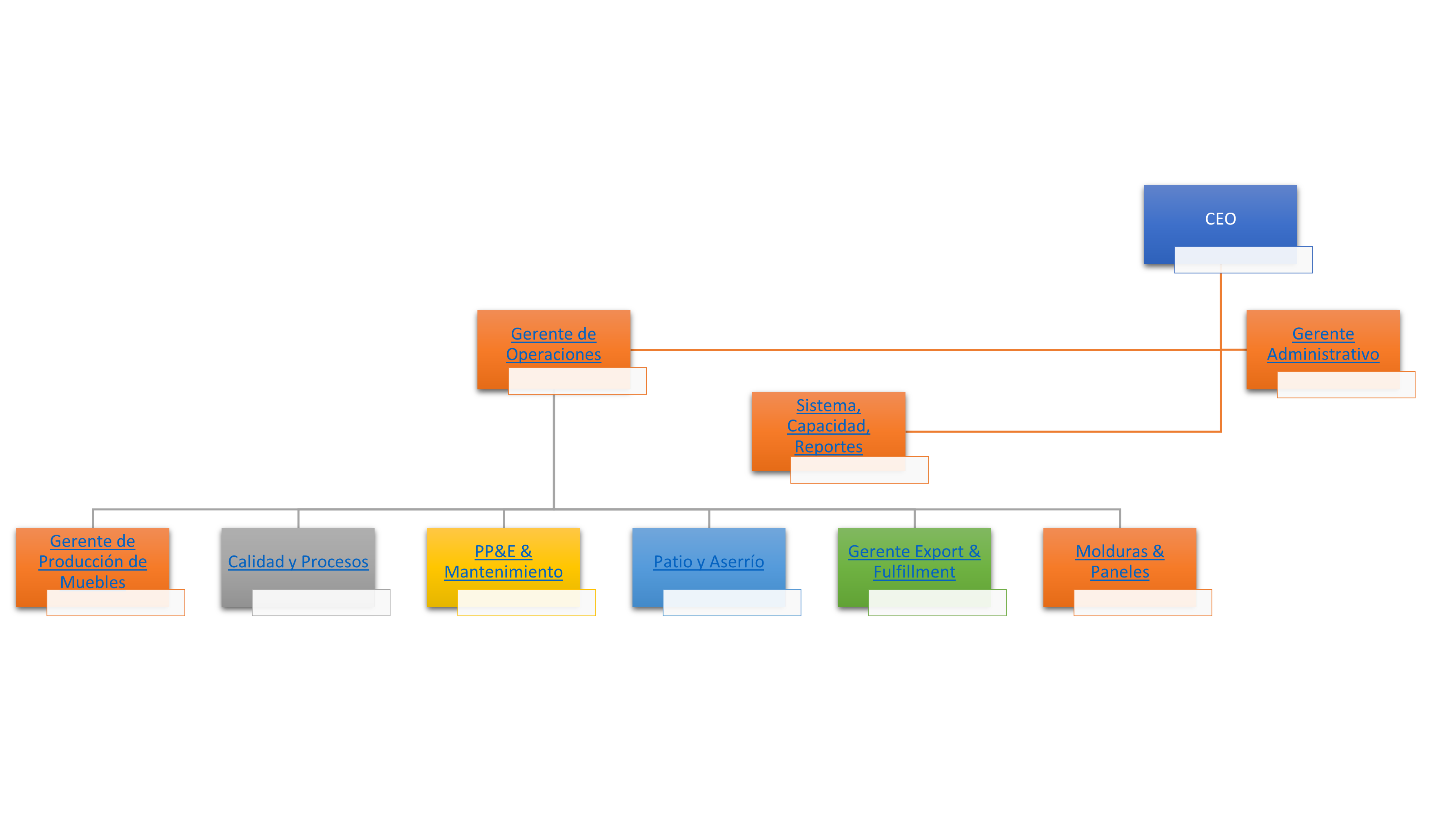 CEO
Gerente de
Operaciones
Gerente
Administrativo
Sistema,
Capacidad,
Reportes
Gerente de
Producción de
Muebles
Calidad y Procesos
PP&E &
Mantenimiento
Patio y Aserrío
Gerente Export &
Fulfillment
Molduras &
Paneles